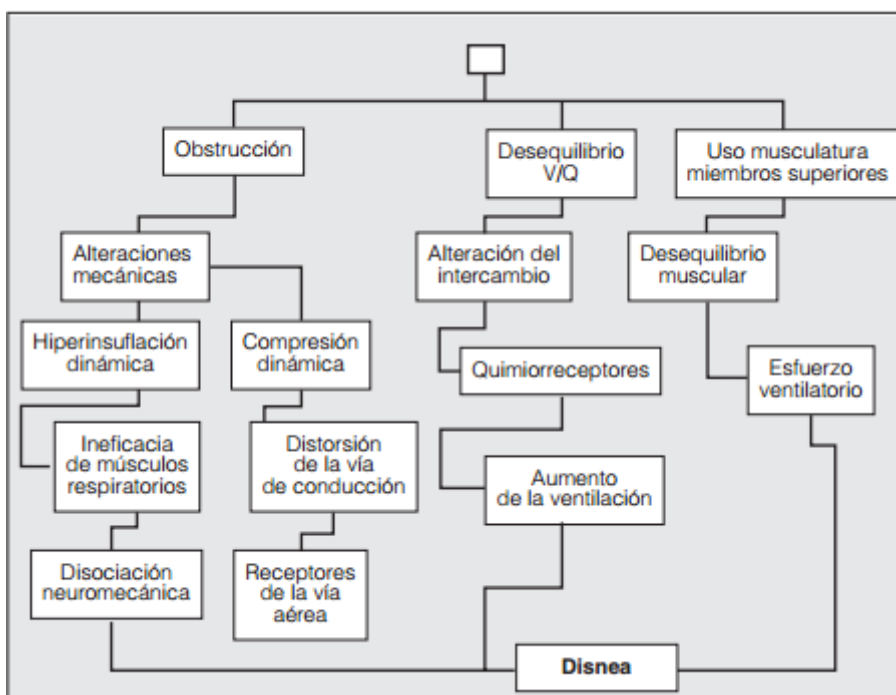 Obstrucción
Desequilibrio
V/Q
Uso musculatura
miembros superiores
Alteraciones
mecánicas
Alteración del
intercambio
Desequilibrio
muscular
Hiperinsuflación
dinámica
Compresión
dinámica
Quimiorreceptores
Esfuerzo
ventilatorio
Ineficacia
de músculos
respiratorios
Distorsión
de la vía
de conducción
Aumento
de la ventilación
Disociación
neuromecánica
Receptores
de la vía
aérea
Disnea